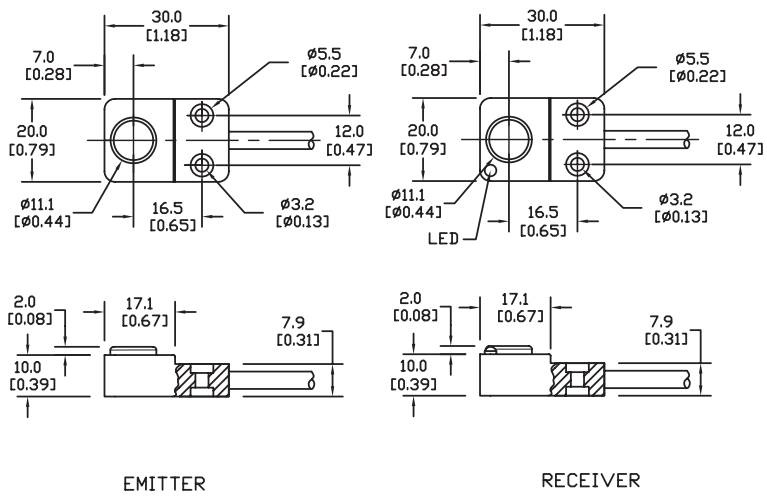 30.0
[1.18]
7.0
[0.28]
ø5.5
[ø0.22]
20.0
[0.79]
12.0
[0.47]
ø11.1
[ø0.44]
16.5
[0.65]
ø3.2
[ø0.13]
30.0
[1.18]
7.0
[0.28]
ø5.5
[ø0.22]
20.0
[0.79]
12.0
[0.47]
ø11.1
[ø0.44]
16.5
[0.65]
ø3.2
[ø0.13]
LED
2.0
[0.08]
17.1
[0.67]
7.9
[0.31]
10.0
[0.39]
2.0
[0.08]
17.1
[0.67]
7.9
[0.31]
10.0
[0.39]
EMITTER
RECEIVER